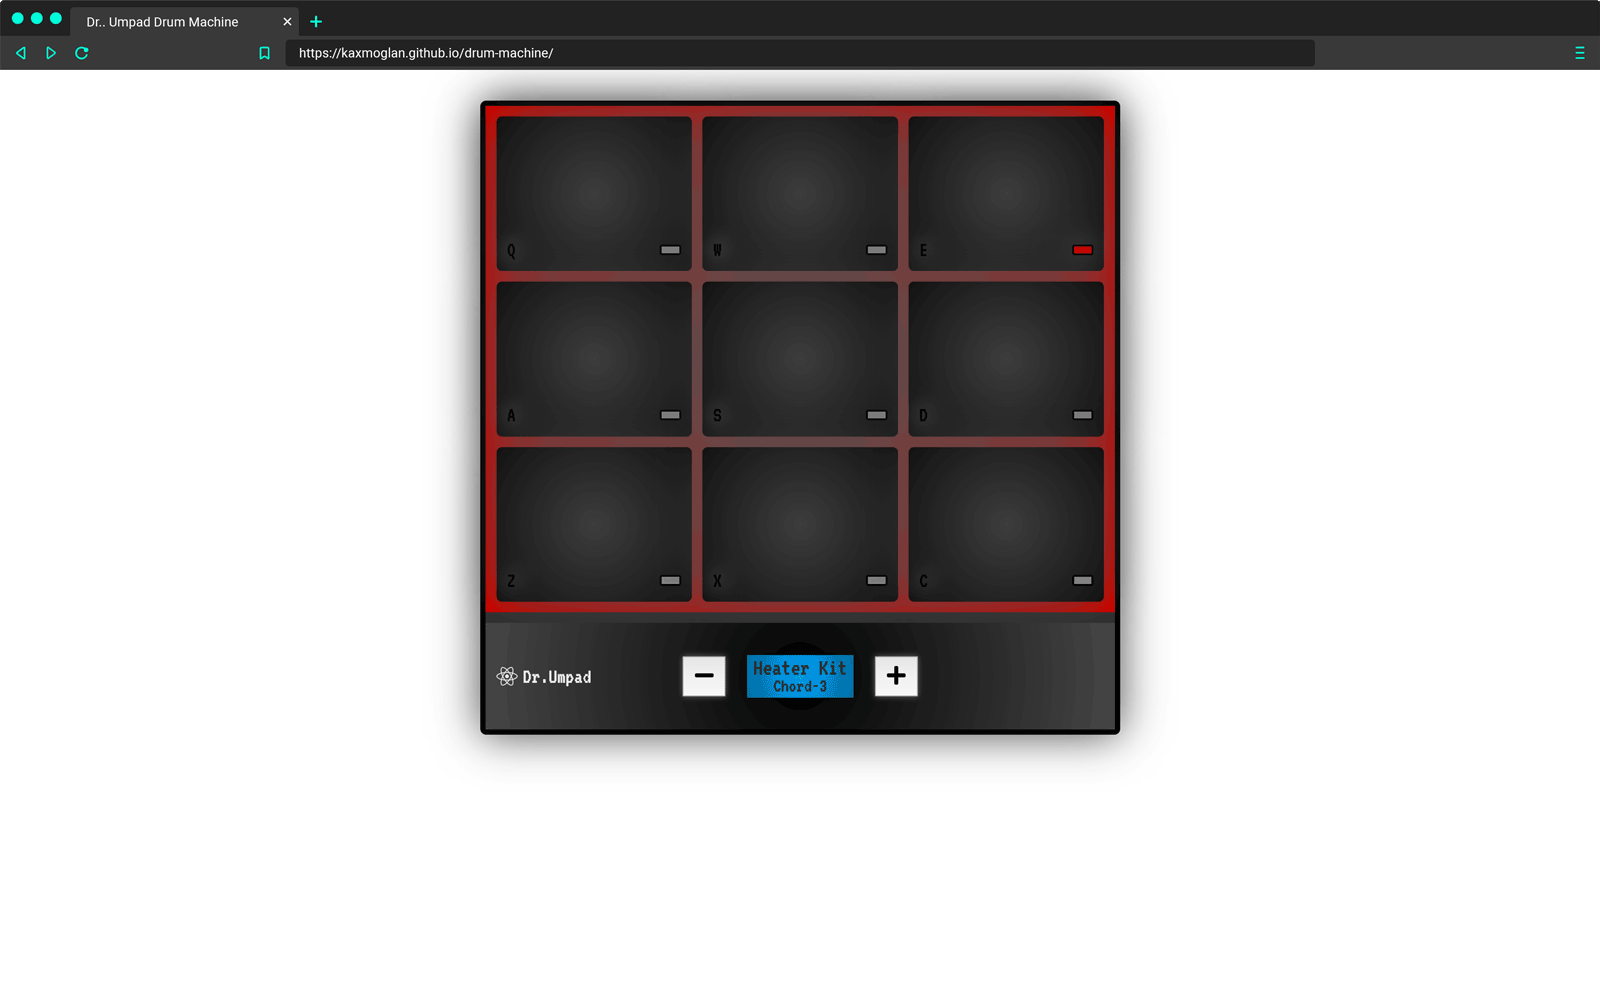 Dr.. Umpad Drum Machine
https://kaxmoglan.github.io/drum-machine/
Q
W
E
A
S
D
Z
X
C
Dr.Umpad
Heater Kit
Chord-3